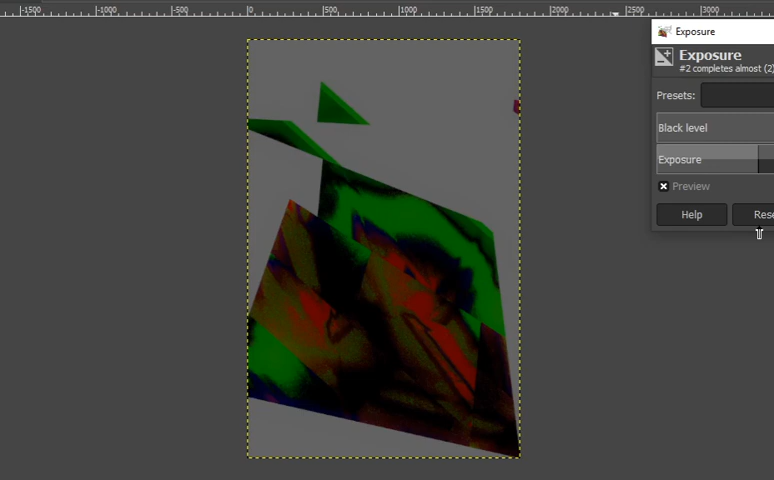 -1500 -1000 -500 0 500 1000 1500 2000 2500 3000
Exposure
Exposure
#2 completes almost (2)
Presets:
Black level
Exposure
Preview
Help
Rese